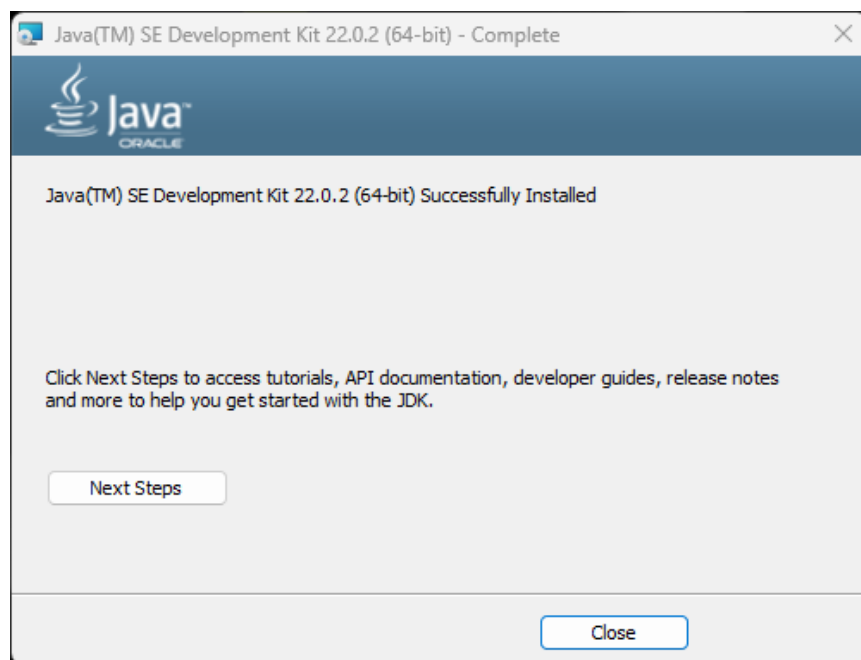 Java(TM) SE Development Kit 22.0.2 (64-bit) - Complete
Java™
ORACLE
Java(TM) SE Development Kit 22.0.2 (64-bit) Successfully Installed
Click Next Steps to access tutorials, API documentation, developer guides, release notes
and more to help you get started with the JDK.
Next Steps
Close